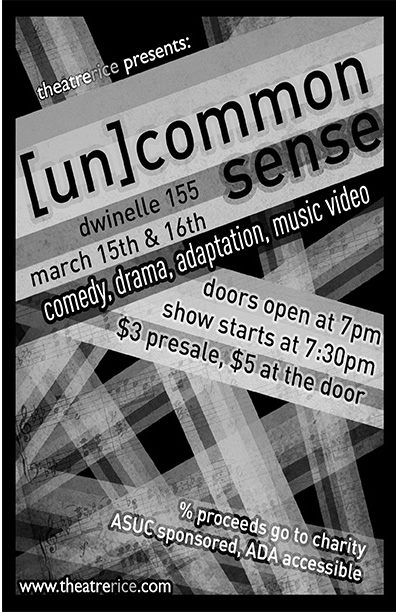 theatrerice presents:
[un]common
sense
dwinelle 155
march 15th & 16th
comedy, drama, adaptation, music video
doors open at 7pm
show starts at 7:30pm
$3 presale, $5 at the door
% proceeds go to charity
ASUC sponsored, ADA accessible
www.theatrerice.com